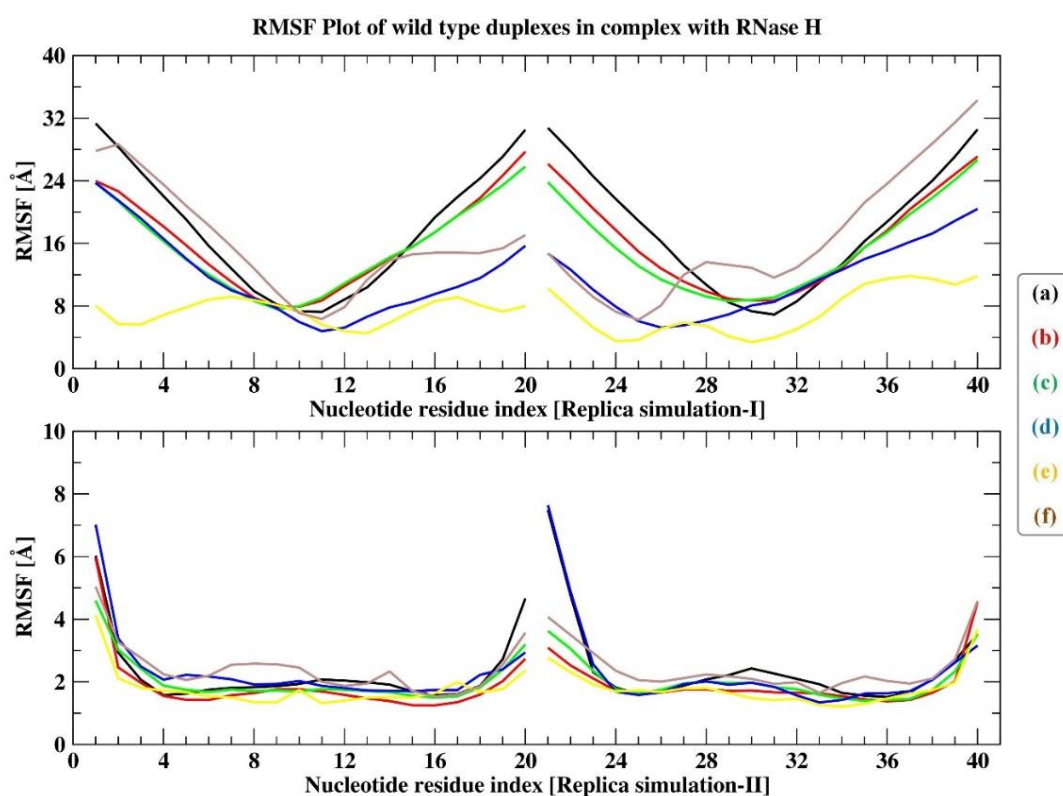 RMSF Plot of wild type duplexes in complex with RNase H
40
32
24
16
8
0
RMSF [Å]
0 4 8 12 16 20 24 28 32 36 40
Nucleotide residue index [Replica simulation-I]
10
8
6
4
2
0
RMSF [Å]
0 4 8 12 16 20 24 28 32 36 40
Nucleotide residue index [Replica simulation-II]
(a)
(b)
(c)
(d)
(e)
(f)